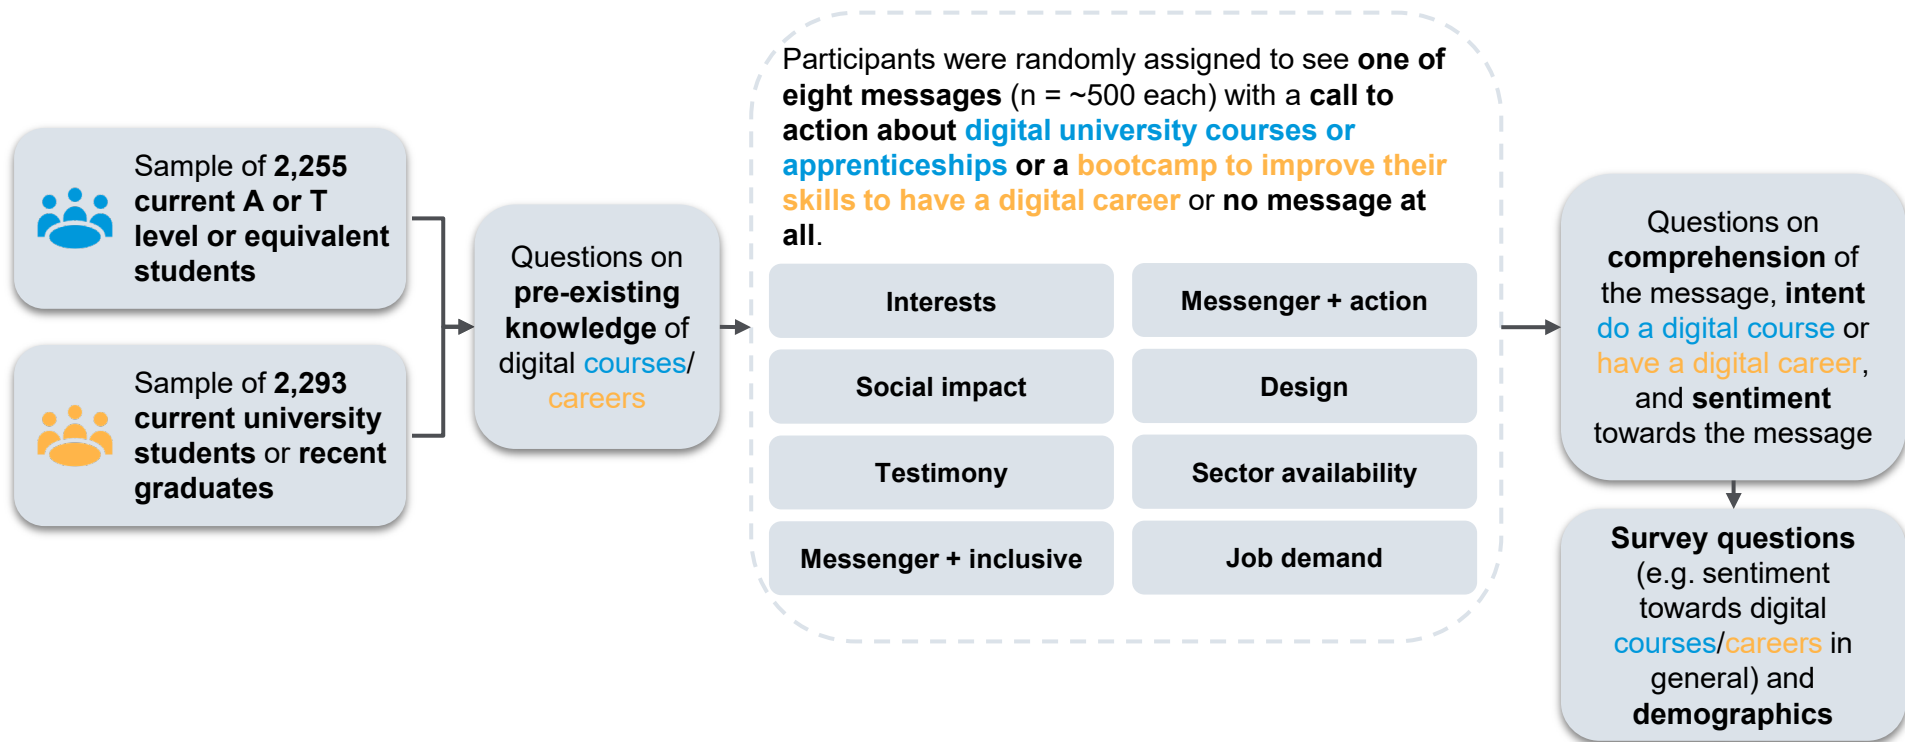 Sample of 2,255
current A or T
level or equivalent
students
Sample of 2,293
current university
students or recent
graduates
Questions on
pre-existing
knowledge of
digital courses/
careers
Participants were randomly assigned to see one of
eight messages (n = ~500 each) with a call to
action about digital university courses or
apprenticeships or a bootcamp to improve their
skills to have a digital career or no message at
all.
Interests
Messenger + action
Social impact
Design
Testimony
Sector availability
Messenger + inclusive
Job demand
Questions on
comprehension of
the message, intent
do a digital course or
have a digital career,
and sentiment
towards the message
Survey questions
(e.g. sentiment
towards digital
courses/careers in
general) and
demographics